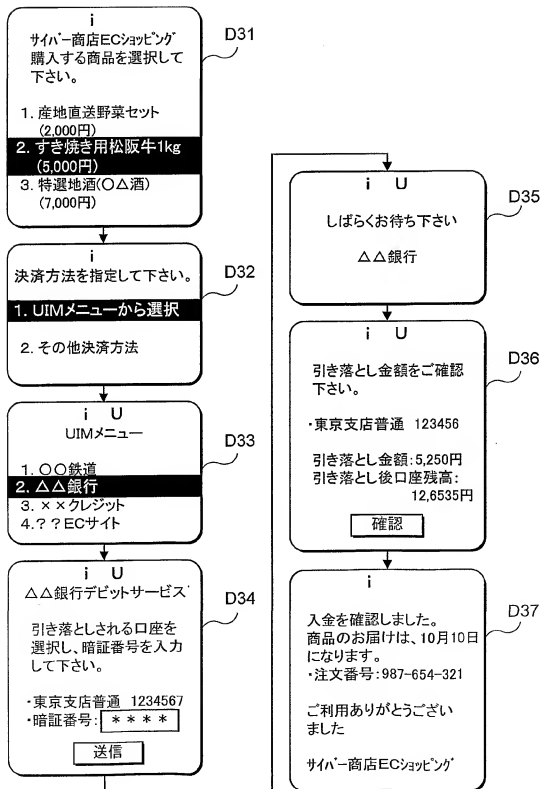 i
サイバー商店ECショッピング
購入する商品を選択して
下さい。
1. 産地直送野菜セット
(2,000円)
2. すき焼き用松阪牛1kg
(5,000円)
3. 特選地酒(〇△酒)
(7,000円)
D31
i
決済方法を指定して下さい。
1. UIMメニューから選択
2. その他決済方法
D32
i U
UIMメニュー
1. 〇〇鉄道
2. △△銀行
3. ××クレジット
4.??ECサイト
D33
i U
△△銀行デビットサービス
引き落としされる口座を
選択し、暗証番号を入力
して下さい。
・東京支店普通 1234567
・暗証番号: * * * *
送信
D34
i U
しばらくお待ち下さい
△△銀行
D35
i U
引き落とし金額をご確認
下さい。
・東京支店普通 123456
引き落とし金額:5,250円
引き落とし後口座残高:
12,6535円
確認
D36
i
入金を確認しました。
商品のお届けは、10月10日
になります。
・注文番号:987-654-321
ご利用ありがとうござい
ました
サイバー商店ECショッピング
D37